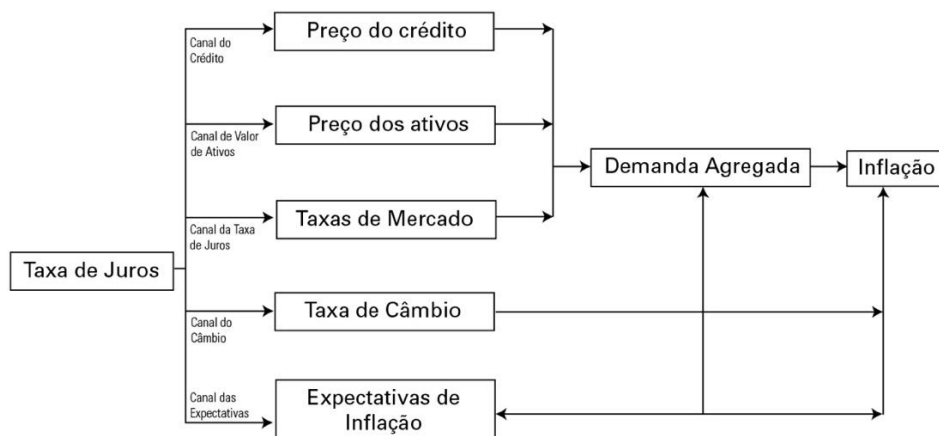 Canal do
Crédito
Preço do crédito
Canal de Valor
de Ativos
Preço dos ativos
Demanda Agregada
Inflação
Canal da Taxa
de Juros
Taxas de Mercado
Taxa de Juros
Canal do
Câmbio
Taxa de Câmbio
Canal das
Expectativas
Expectativas de
Inflação